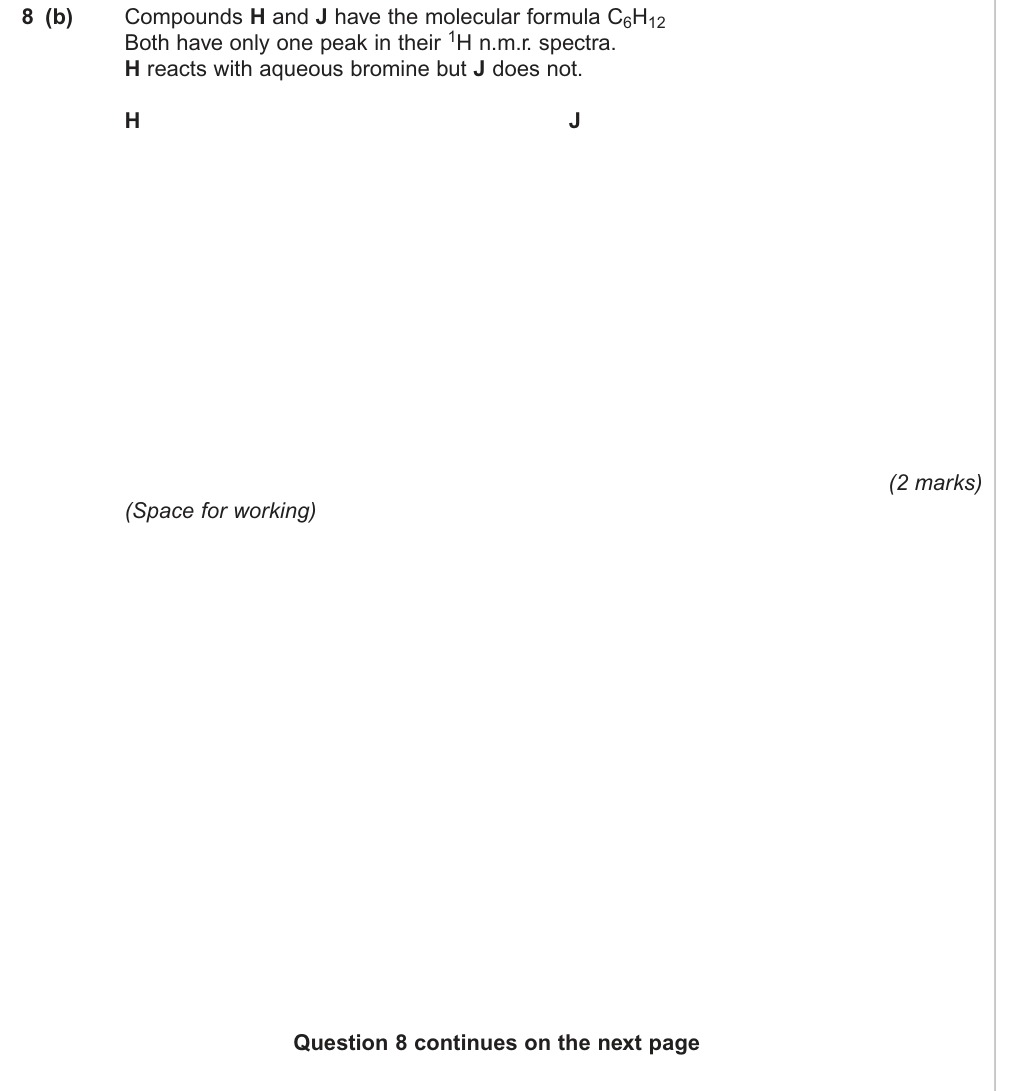 8 (b) Compounds H and J have the molecular formula C₆H₁₂
Both have only one peak in their ¹H n.m.r. spectra.
H reacts with aqueous bromine but J does not.
H J
(2 marks)
(Space for working)
Question 8 continues on the next page